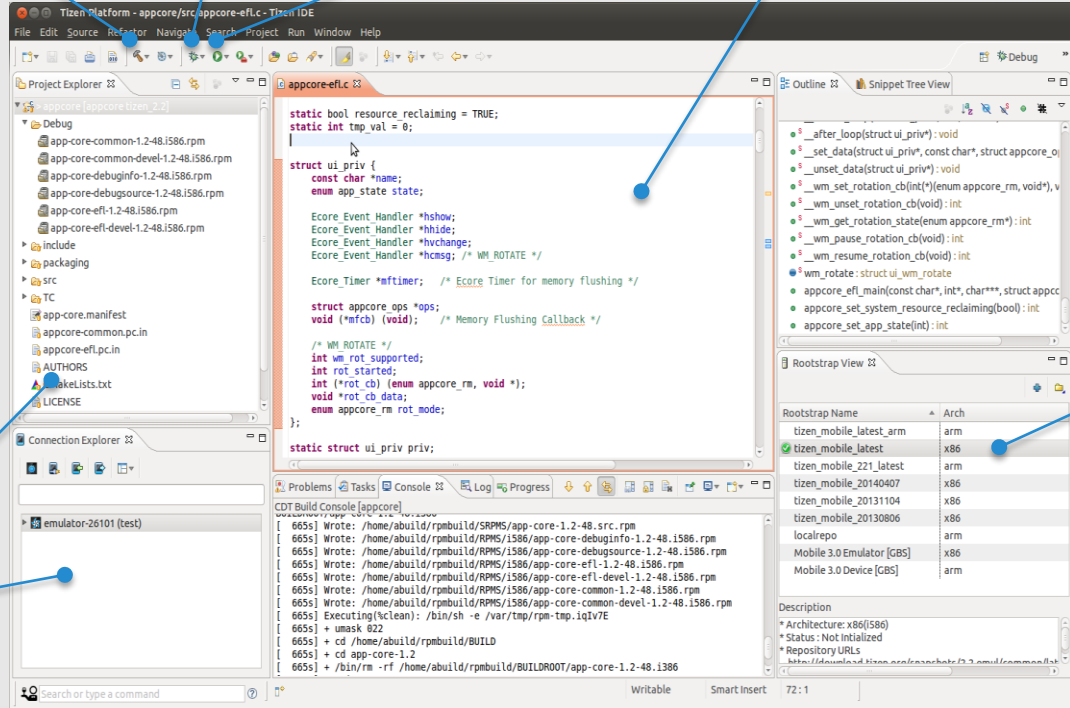 Tizen Platform - appcore/src/appcore-efl.c - Tizen IDE
File Edit Source Refactor Navigate Search Project Run Window Help
Debug
Project Explorer
appcore [appcore tizen_2.2]
Debug
app-core-common-1.2-48.i586.rpm
app-core-common-devel-1.2-48.i586.rpm
app-core-debuginfo-1.2-48.i586.rpm
app-core-debugsource-1.2-48.i586.rpm
app-core-efl-1.2-48.i586.rpm
app-core-efl-devel-1.2-48.i586.rpm
include
packaging
src
TC
app-core.manifest
appcore-common.pc.in
appcore-efl.pc.in
AUTHORS
akeLists.txt
LICENSE
Connection Explorer
emulator-26101 (test)
Search or type a command
appcore-efl.c
static bool resource_reclaiming = TRUE;
static int tmp_val = 0;
struct ui_priv {
const char *name;
enum app_state state;
Ecore_Event_Handler *hshow;
Ecore_Event_Handler *hhide;
Ecore_Event_Handler *hvchange;
Ecore_Event_Handler *hcmsg; /* WM_ROTATE */
Ecore_Timer *mftimer; /* Ecore Timer for memory flushing */
struct appcore_ops *ops;
void (*mfcb) (void); /* Memory Flushing Callback */
/* WM_ROTATE */
int wm_rot_supported;
int rot_started;
int (*rot_cb) (enum appcore_rm, void *);
void *rot_cb_data;
enum appcore_rm rot_mode;
};
static struct ui_priv priv;
Problems Tasks Console Log Progress
CDT Build Console [appcore]
[ 665s] Wrote: /home/abuild/rpmbuild/SRPMS/app-core-1.2-48.src.rpm
[ 665s] Wrote: /home/abuild/rpmbuild/RPMS/i586/app-core-debuginfo-1.2-48.i586.rpm
[ 665s] Wrote: /home/abuild/rpmbuild/RPMS/i586/app-core-debugsource-1.2-48.i586.rpm
[ 665s] Wrote: /home/abuild/rpmbuild/RPMS/i586/app-core-efl-1.2-48.i586.rpm
[ 665s] Wrote: /home/abuild/rpmbuild/RPMS/i586/app-core-efl-devel-1.2-48.i586.rpm
[ 665s] Wrote: /home/abuild/rpmbuild/RPMS/i586/app-core-common-1.2-48.i586.rpm
[ 665s] Wrote: /home/abuild/rpmbuild/RPMS/i586/app-core-common-devel-1.2-48.i586.rpm
[ 665s] Executing(%clean): /bin/sh -e /var/tmp/rpm-tmp.iqIv7E
[ 665s] + umask 022
[ 665s] + cd /home/abuild/rpmbuild/BUILD
[ 665s] + cd app-core-1.2
[ 665s] + /bin/rm -rf /home/abuild/rpmbuild/BUILDROOT/app-core-1.2-48.i386
Writable Smart Insert 72 : 1
Outline Snippet Tree View
__after_loop(struct ui_priv*) : void
__set_data(struct ui_priv*, const char*, struct appcore_o
__unset_data(struct ui_priv*) : void
__wm_set_rotation_cb(int(*)(enum appcore_rm, void*), v
__wm_unset_rotation_cb(void) : int
__wm_get_rotation_state(enum appcore_rm*) : int
__wm_pause_rotation_cb(void) : int
__wm_resume_rotation_cb(void) : int
wm_rotate : struct ui_wm_rotate
appcore_efl_main(const char*, int*, char***, struct appcc
appcore_set_system_resource_reclaiming(bool) : int
appcore_set_app_state(int) : int
Rootstrap View
Rootstrap Name Arch
tizen_mobile_latest_arm arm
tizen_mobile_latest x86
tizen_mobile_221_latest arm
tizen_mobile_20140407 x86
tizen_mobile_20131104 x86
tizen_mobile_20130806 x86
localrepo arm
Mobile 3.0 Emulator [GBS] x86
Mobile 3.0 Device [GBS] arm
Description
* Architecture: x86(i586)
* Status : Not Intialized
* Repository URLs